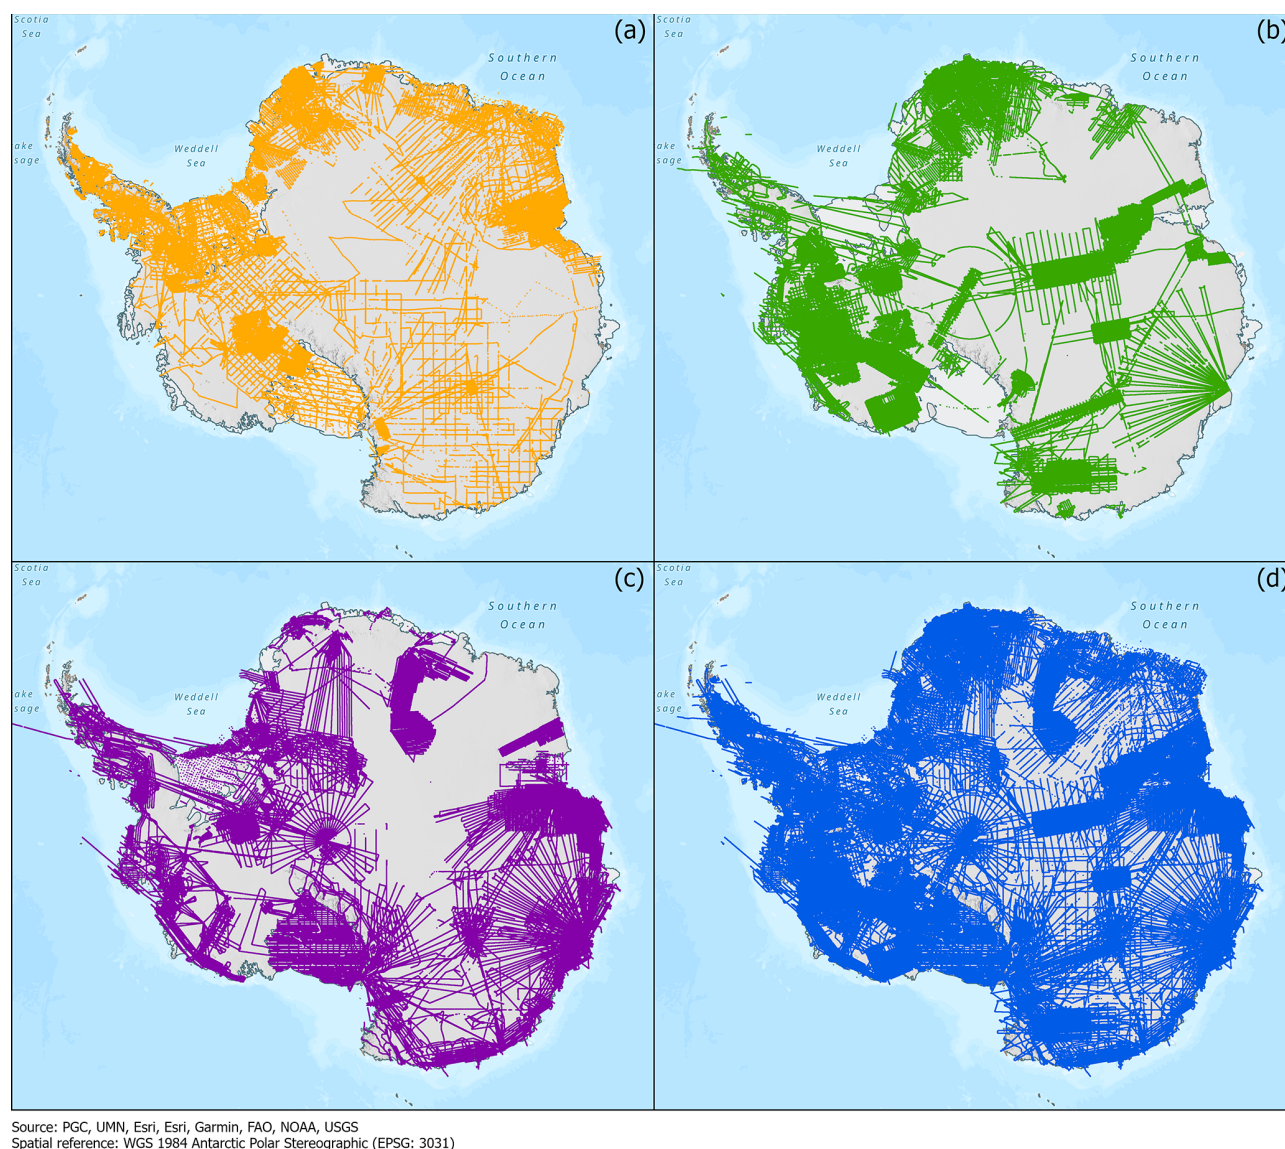 Scotia
Sea
(a)
Southern
Ocean
Weddell
Sea
ake
sage
Scotia
Sea
(b)
Southern
Ocean
Weddell
Sea
ake
sage
Scotia
Sea
(c)
Southern
Ocean
Weddell
Sea
ake
sage
Scotia
Sea
(d)
Southern
Ocean
Weddell
Sea
ake
sage
Source: PGC, UMN, Esri, Esri, Garmin, FAO, NOAA, USGS
Spatial reference: WGS 1984 Antarctic Polar Stereographic (EPSG: 3031)